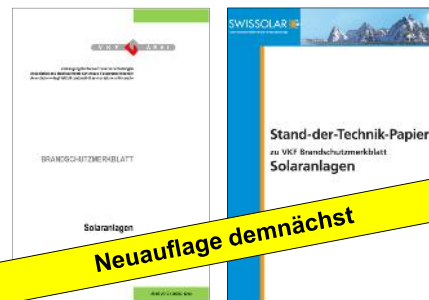 VKF AEAI
BRANDSCHUTZMERKBLATT
Solaranlagen
SWISSOLAR
Stand-der-Technik-Papier
zu VKF Brandschutzmerkblatt
Solaranlagen
Neuauflage demnächst